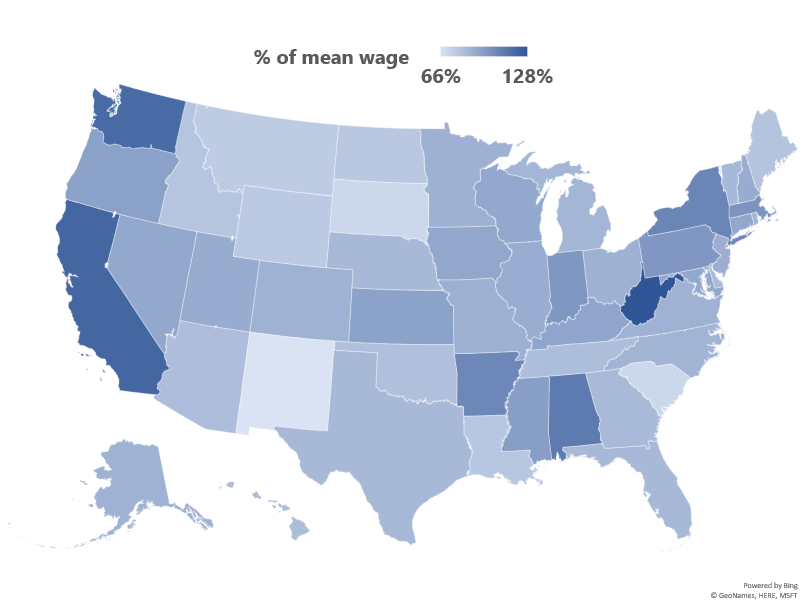 % of mean wage
66% 128%
Powered by Bing
© GeoNames, HERE, MSFT